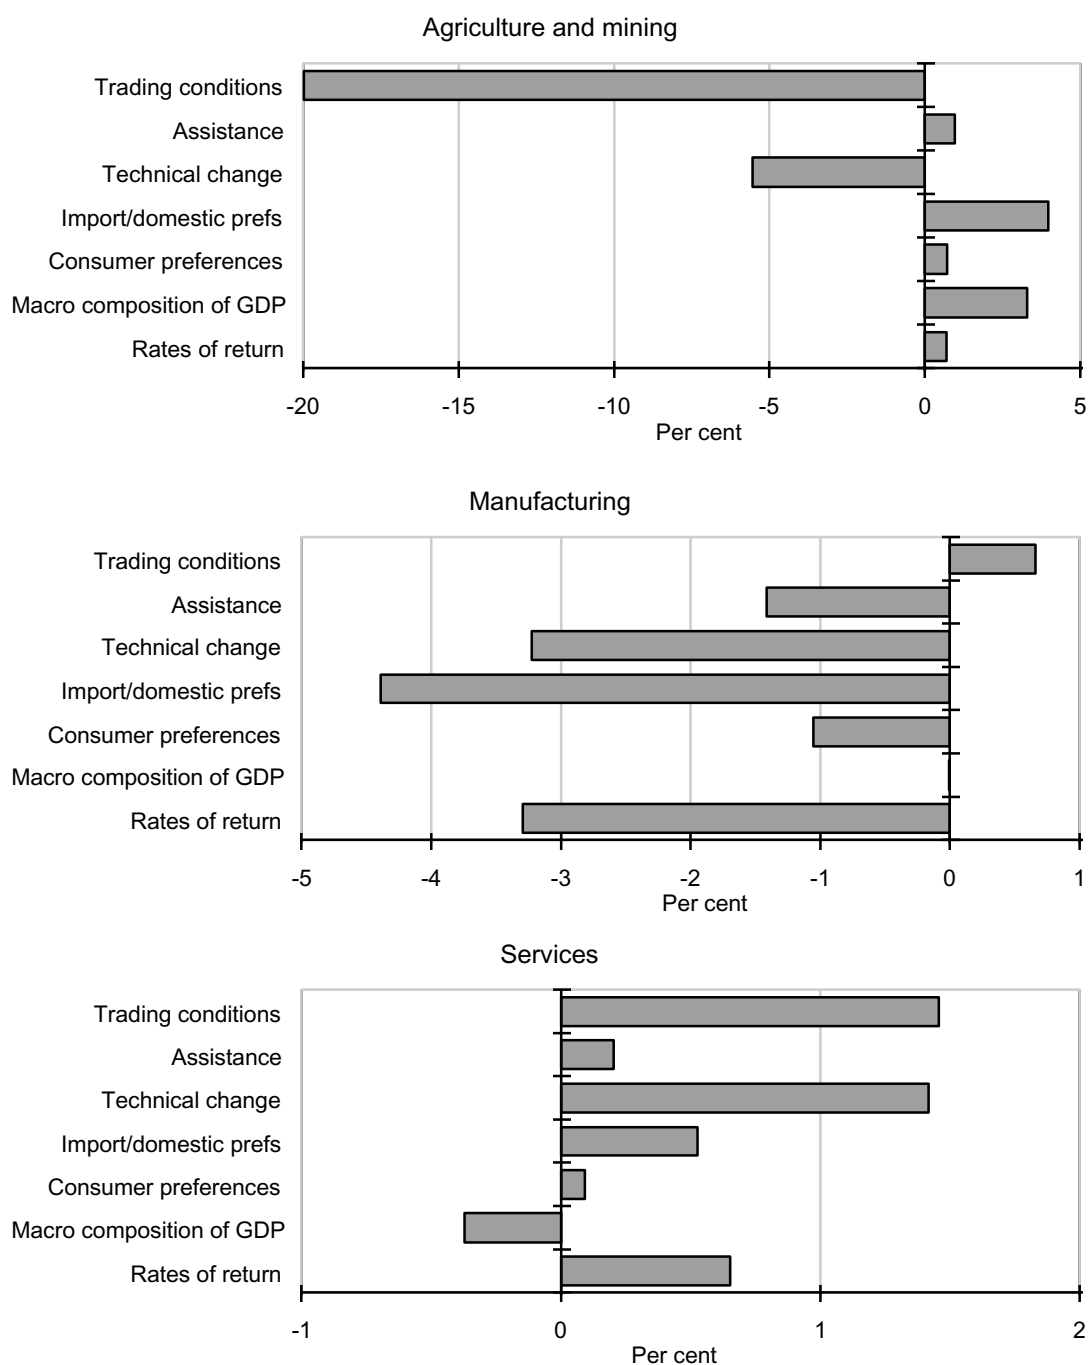 Agriculture and mining
Trading conditions
Assistance
Technical change
Import/domestic prefs
Consumer preferences
Macro composition of GDP
Rates of return
-20 -15 -10 -5 0 5
Per cent
Manufacturing
Trading conditions
Assistance
Technical change
Import/domestic prefs
Consumer preferences
Macro composition of GDP
Rates of return
-5 -4 -3 -2 -1 0 1
Per cent
Services
Trading conditions
Assistance
Technical change
Import/domestic prefs
Consumer preferences
Macro composition of GDP
Rates of return
-1 0 1 2
Per cent